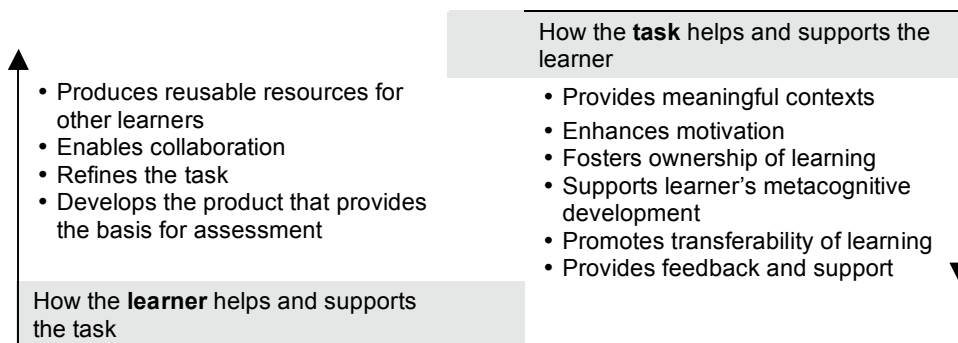 How the task helps and supports the
learner
• Produces reusable resources for
other learners
• Enables collaboration
• Refines the task
• Develops the product that provides
the basis for assessment
• Provides meaningful contexts
• Enhances motivation
• Fosters ownership of learning
• Supports learner's metacognitive
development
• Promotes transferability of learning
• Provides feedback and support
How the learner helps and supports
the task